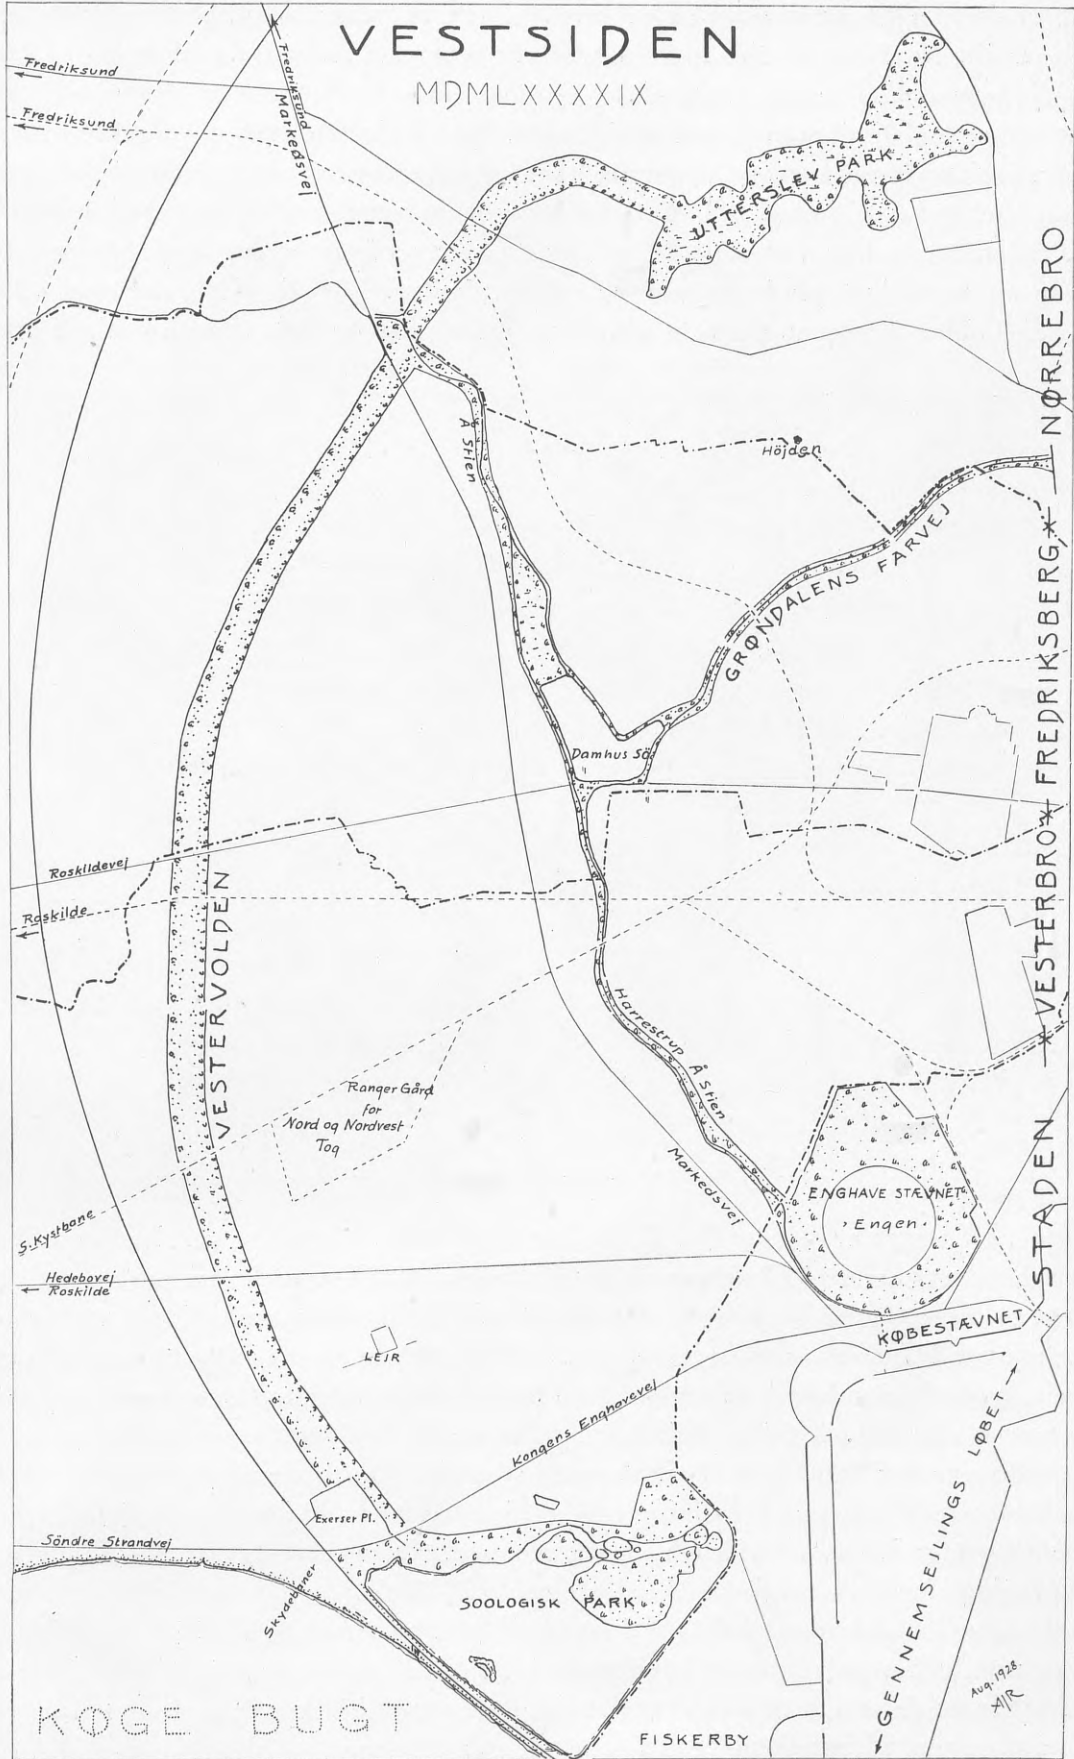 VESTSIDEN
MDMLXXXXIX
Fredriksund
Fredriksund
Fredriksund
Markedsvej
UTTERSLEV PARK
NØRREBRO
Å Stien
Höjden
GRØNDALENS FARVEJ
FREDRIKSBERG
Damhus Sö
Roskildevej
Roskilde
VESTERVOLDEN
VESTERBRO
Harrestrup Å Stien
Ranger Gård
for
Nord og Nordvest
Tog
Markedsvej
ENGHAVE STÆVNET
Engen
STADEN
S. Kystbane
Hedebovej
Roskilde
KØBESTÆVNET
LEJR
Kongens Enghavevej
GENNEMSEJLINGS LØBET
Exerser Pl.
Söndre Strandvej
Skydebaner
SOOLOGISK PARK
Aug. 1928.
A/R
KØGE BUGT
FISKERBY